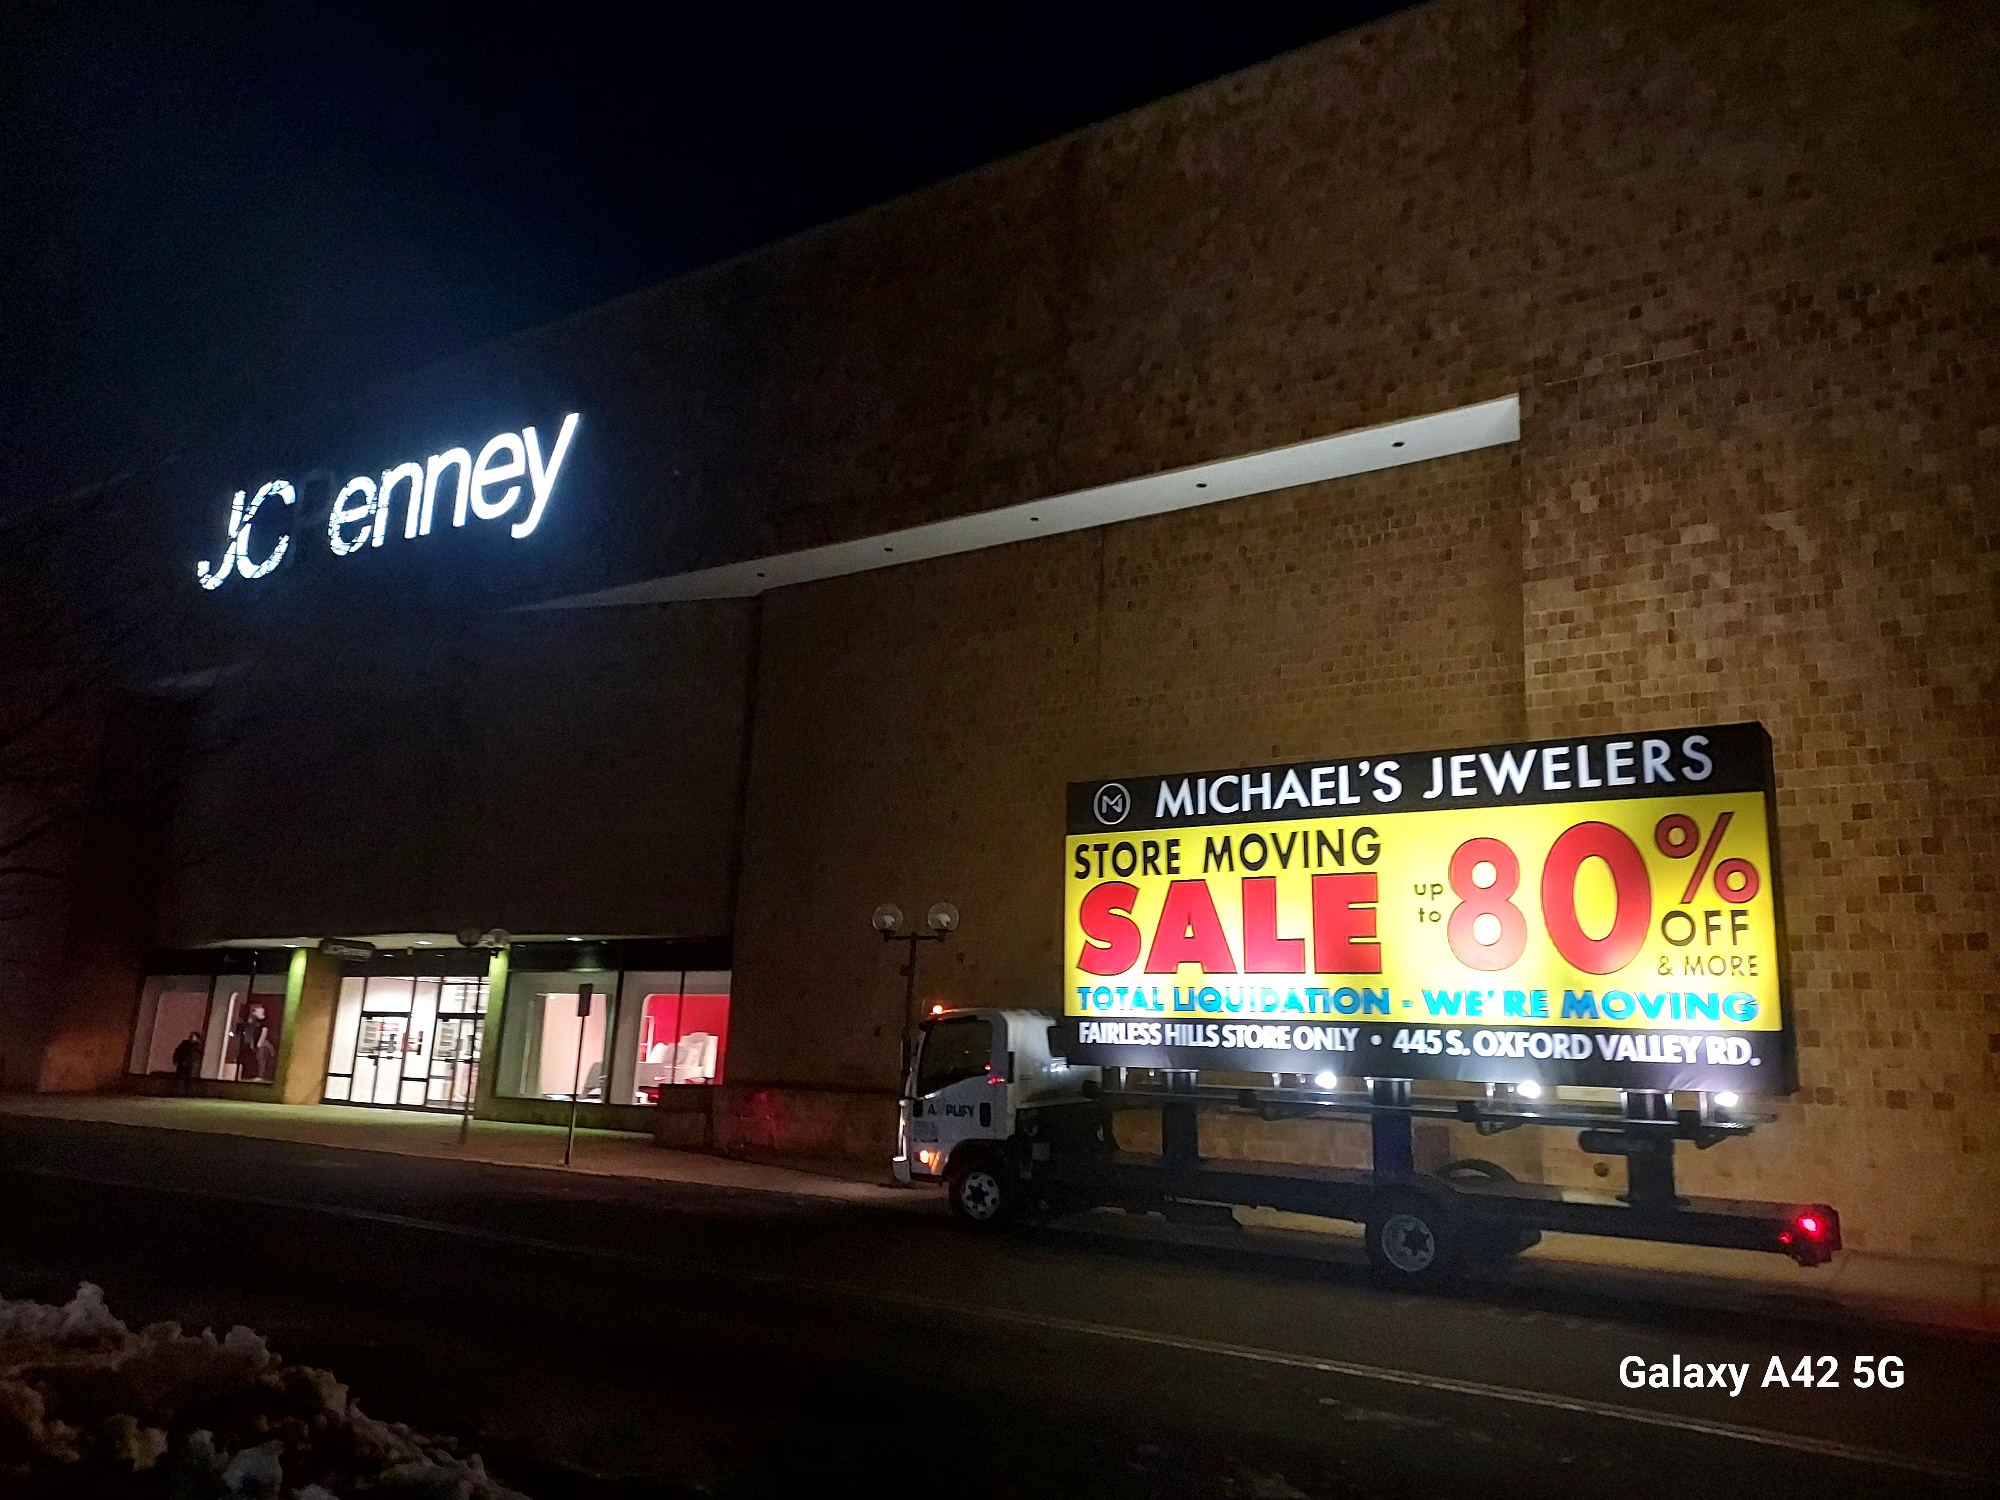 JCPenney
MICHAEL'S JEWELERS
STORE MOVING
SALE
up to 80% OFF
& MORE
TOTAL LIQUIDATION - WE'RE MOVING
FAIRLESS HILLS STORE ONLY • 445 S. OXFORD VALLEY RD.
Galaxy A42 5G